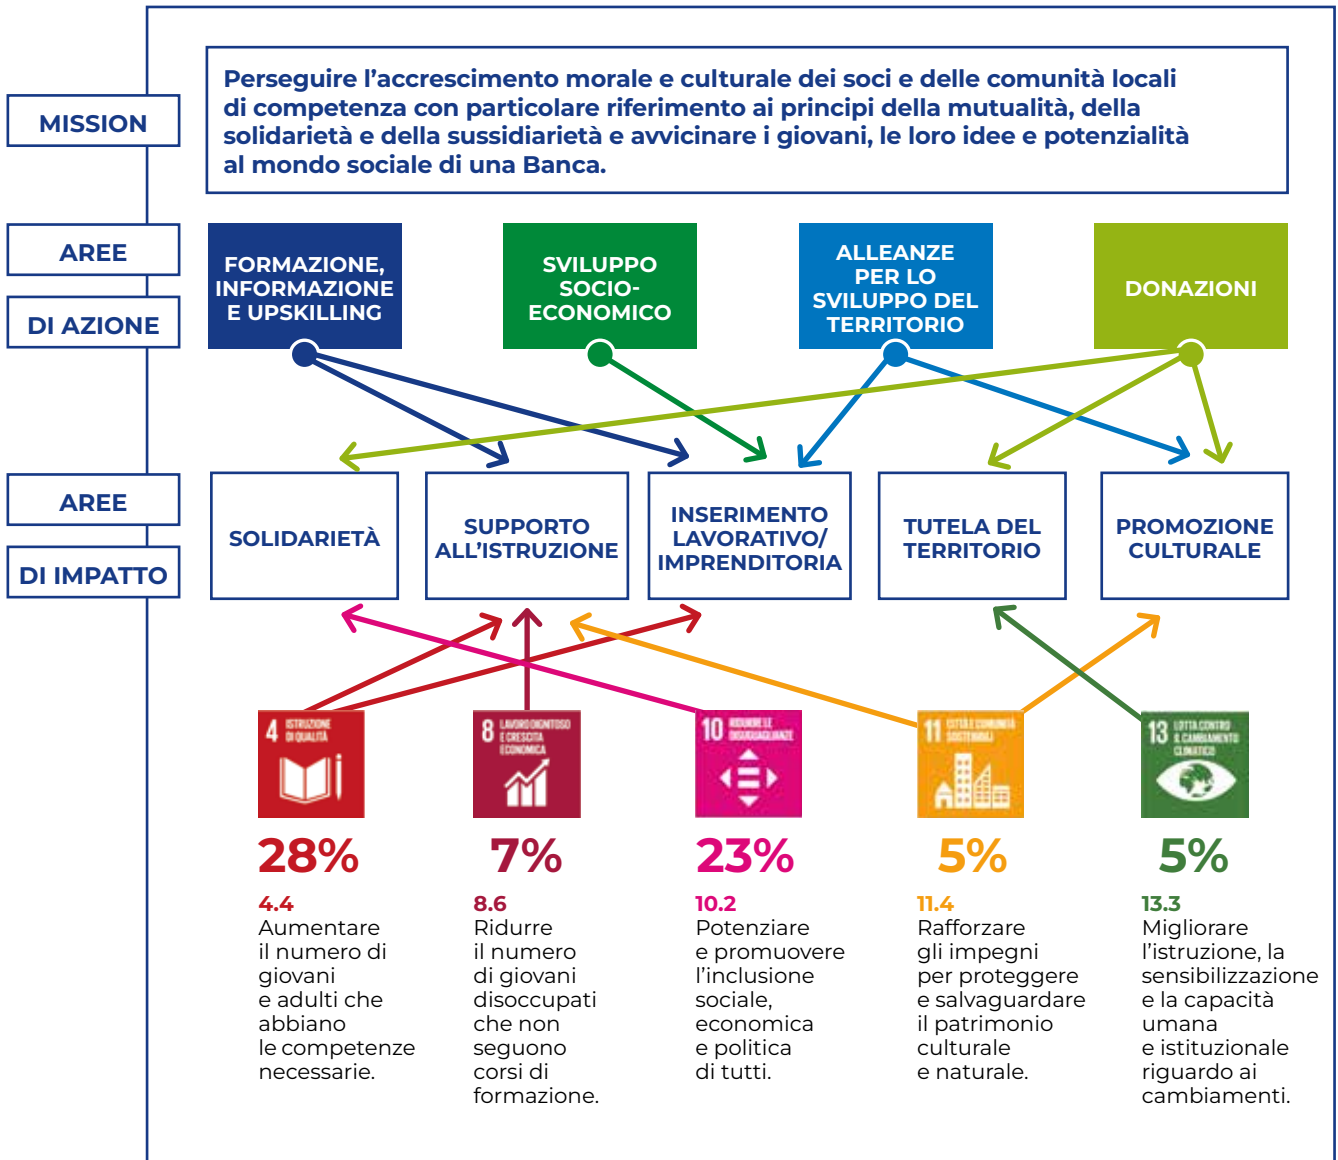 MISSION
Perseguire l'accrescimento morale e culturale dei soci e delle comunità locali
di competenza con particolare riferimento ai principi della mutualità, della
solidarietà e della sussidiarietà e avvicinare i giovani, le loro idee e potenzialità
al mondo sociale di una Banca.
AREE
DI AZIONE
FORMAZIONE,
INFORMAZIONE
E UPSKILLING
SVILUPPO
SOCIO-
ECONOMICO
ALLEANZE
PER LO
SVILUPPO DEL
TERRITORIO
DONAZIONI
AREE
DI IMPATTO
SOLIDARIETÀ
SUPPORTO
ALL'ISTRUZIONE
INSERIMENTO
LAVORATIVO/
IMPRENDITORIA
TUTELA DEL
TERRITORIO
PROMOZIONE
CULTURALE
4 ISTRUZIONE
DI QUALITÀ
28%
4.4
Aumentare
il numero di
giovani
e adulti che
abbiano
le competenze
necessarie.
8 LAVORO DIGNITOSO
E CRESCITA
ECONOMICA
7%
8.6
Ridurre
il numero
di giovani
disoccupati
che non
seguono
corsi di
formazione.
10 RIDURRE LE
DISUGUAGLIANZE
23%
10.2
Potenziare
e promuovere
l'inclusione
sociale,
economica
e politica
di tutti.
11 CITTÀ E COMUNITÀ
SOSTENIBILI
5%
11.4
Rafforzare
gli impegni
per proteggere
e salvaguardare
il patrimonio
culturale
e naturale.
13 LOTTA CONTRO
IL CAMBIAMENTO
CLIMATICO
5%
13.3
Migliorare
l'istruzione, la
sensibilizzazione
e la capacità
umana
e istituzionale
riguardo ai
cambiamenti.